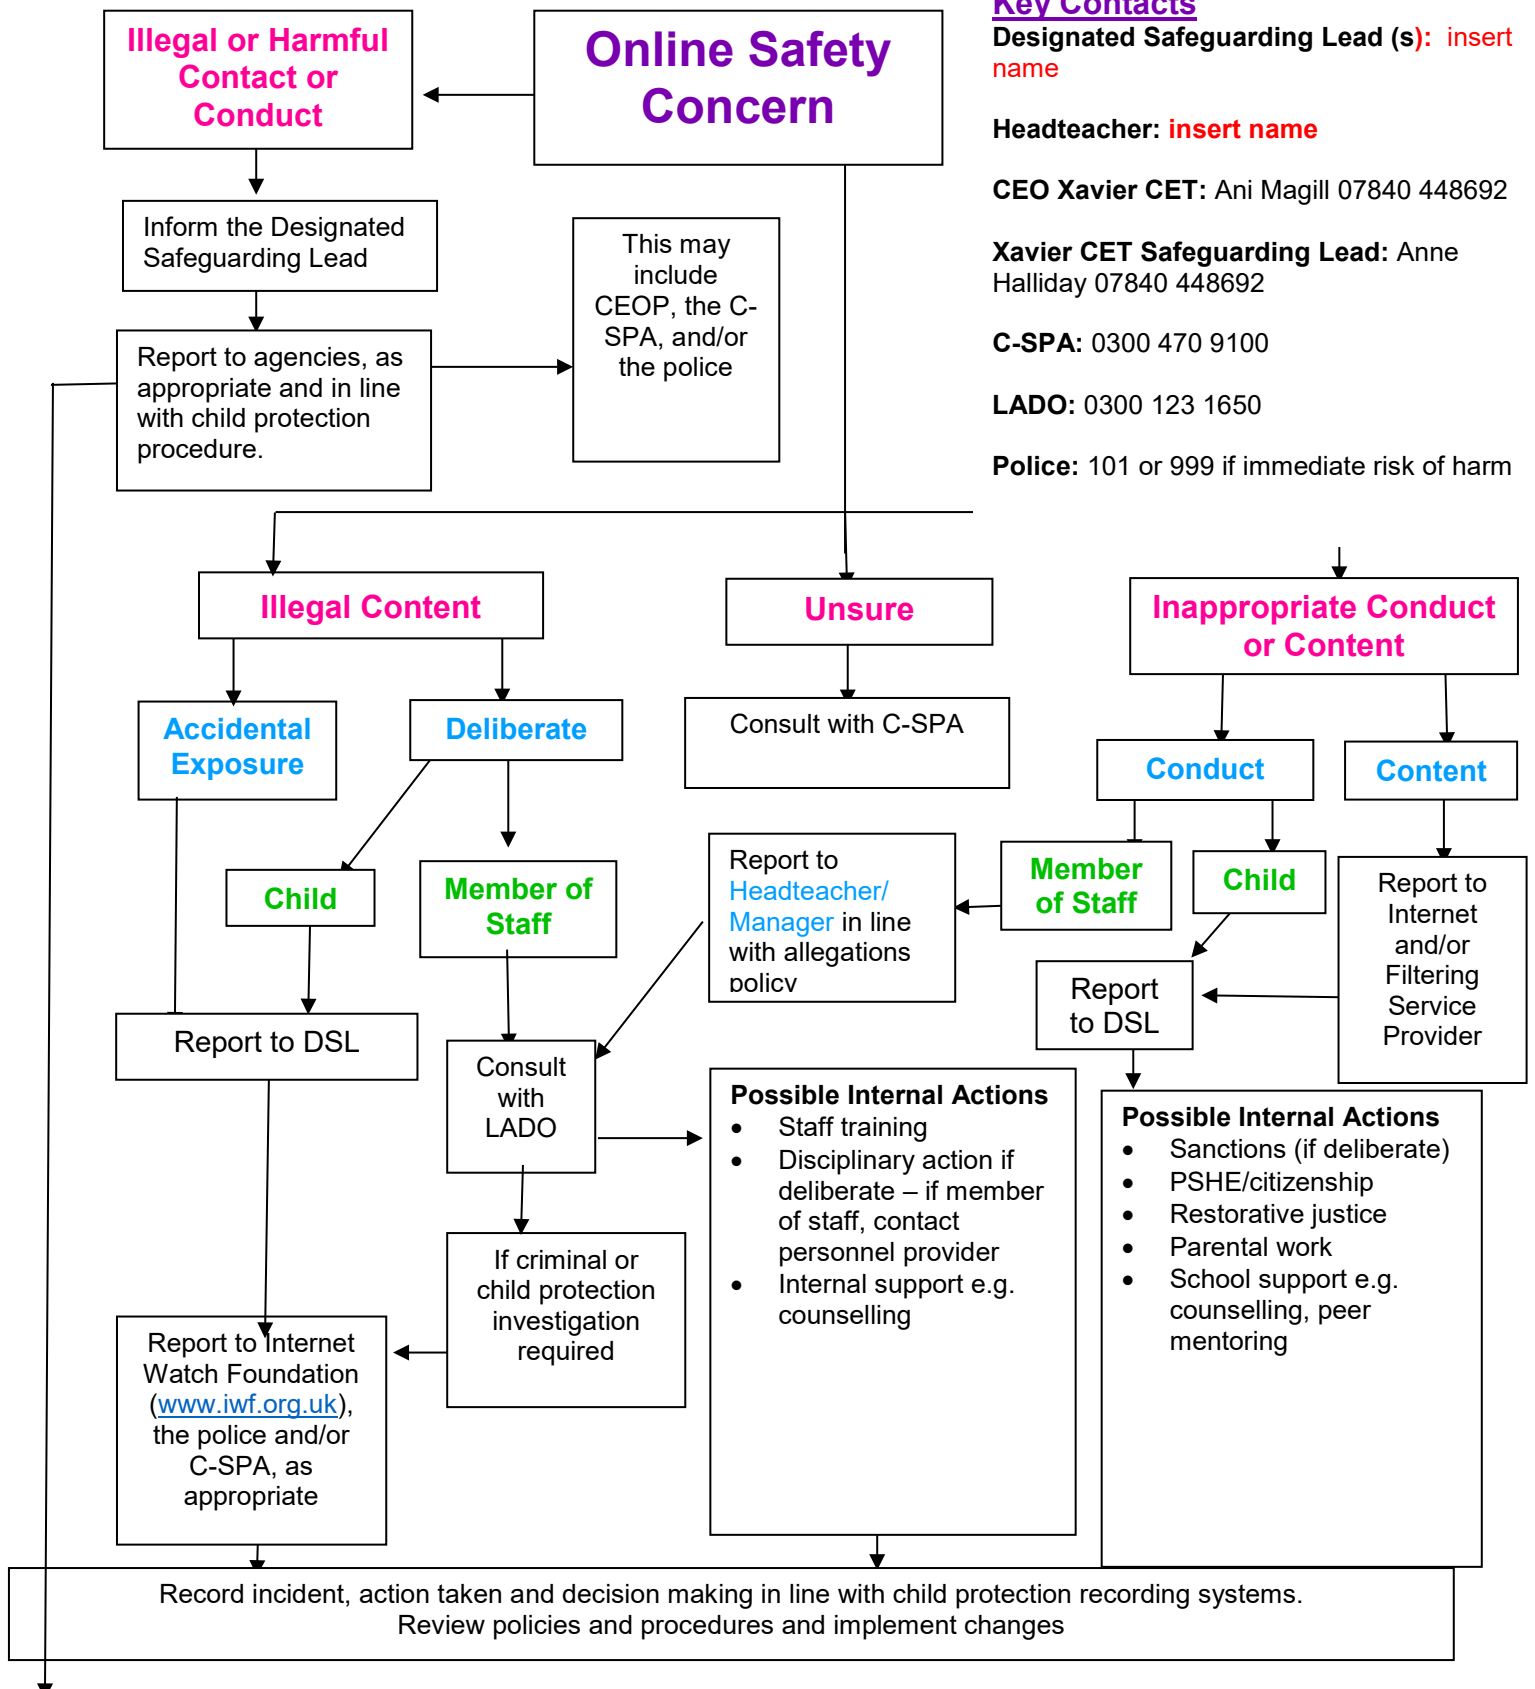 Key Contacts
Designated Safeguarding Lead (s): insert
name
Headteacher: insert name
CEO Xavier CET: Ani Magill 07840 448692
Xavier CET Safeguarding Lead: Anne
Halliday 07840 448692
C-SPA: 0300 470 9100
LADO: 0300 123 1650
Police: 101 or 999 if immediate risk of harm
Online Safety
Concern
Illegal or Harmful
Contact or
Conduct
Inform the Designated
Safeguarding Lead
Report to agencies, as
appropriate and in line
with child protection
procedure.
This may
include
CEOP, the C-
SPA, and/or
the police
Illegal Content
Unsure
Inappropriate Conduct
or Content
Accidental
Exposure
Deliberate
Consult with C-SPA
Conduct
Content
Child
Member of
Staff
Report to
Headteacher/
Manager in line
with allegations
policy
Member
of Staff
Child
Report to
Internet
and/or
Filtering
Service
Provider
Report to DSL
Consult
with
LADO
Report
to DSL
If criminal or
child protection
investigation
required
Possible Internal Actions
• Staff training
• Disciplinary action if
deliberate – if member
of staff, contact
personnel provider
• Internal support e.g.
counselling
Possible Internal Actions
• Sanctions (if deliberate)
• PSHE/citizenship
• Restorative justice
• Parental work
• School support e.g.
counselling, peer
mentoring
Report to Internet
Watch Foundation
(www.iwf.org.uk),
the police and/or
C-SPA, as
appropriate
Record incident, action taken and decision making in line with child protection recording systems.
Review policies and procedures and implement changes